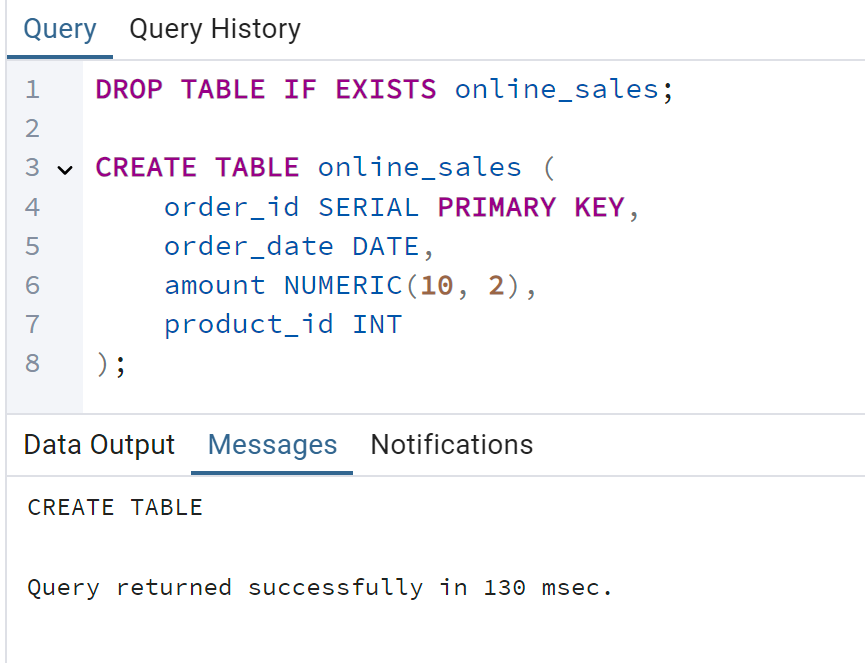 Query Query History
1 DROP TABLE IF EXISTS online_sales;
2
3 CREATE TABLE online_sales (
4     order_id SERIAL PRIMARY KEY,
5     order_date DATE,
6     amount NUMERIC(10, 2),
7     product_id INT
8 );
Data Output Messages Notifications
CREATE TABLE
Query returned successfully in 130 msec.